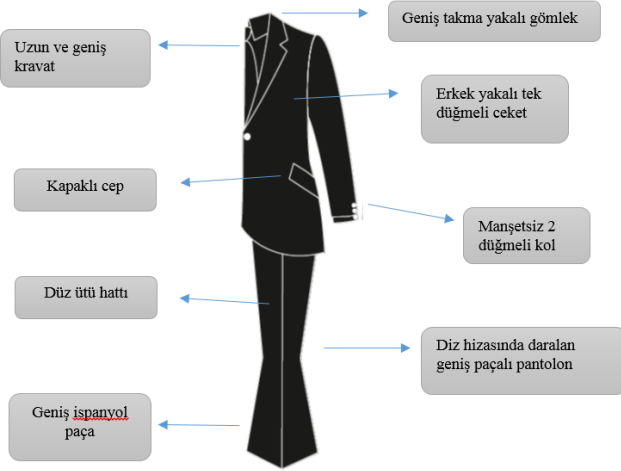 Geniş takma yakalı gömlek
Uzun ve geniş
kravat
Erkek yakalı tek
düğmeli ceket
Kapaklı cep
Manşetsiz 2
düğmeli kol
Düz ütü hattı
Diz hizasında daralan
geniş paçalı pantolon
Geniş ispanyol
paça